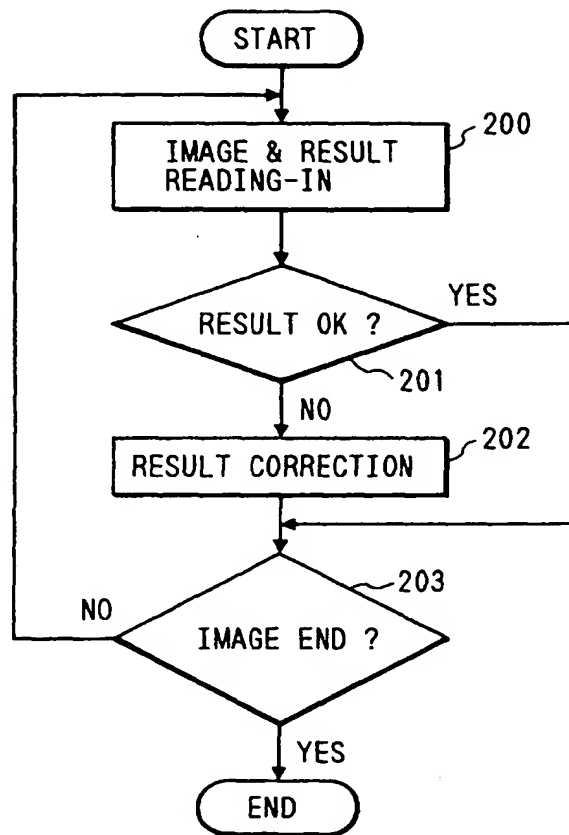 START
200
IMAGE & RESULT
READING-IN
YES
RESULT OK ?
201
NO
202
RESULT CORRECTION
203
NO
IMAGE END ?
YES
END